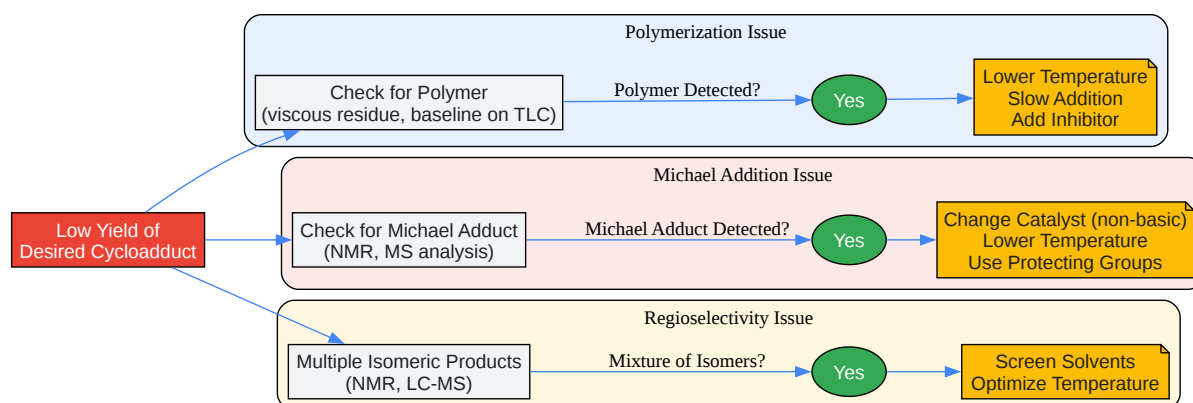 Polymerization Issue
Check for Polymer
(viscous residue, baseline on TLC)
Polymer Detected?
Yes
Lower Temperature
Slow Addition
Add Inhibitor
Low Yield of
Desired Cycloadduct
Michael Addition Issue
Check for Michael Adduct
(NMR, MS analysis)
Michael Adduct Detected?
Yes
Change Catalyst (non-basic)
Lower Temperature
Use Protecting Groups
Regioselectivity Issue
Multiple Isomeric Products
(NMR, LC-MS)
Mixture of Isomers?
Yes
Screen Solvents
Optimize Temperature